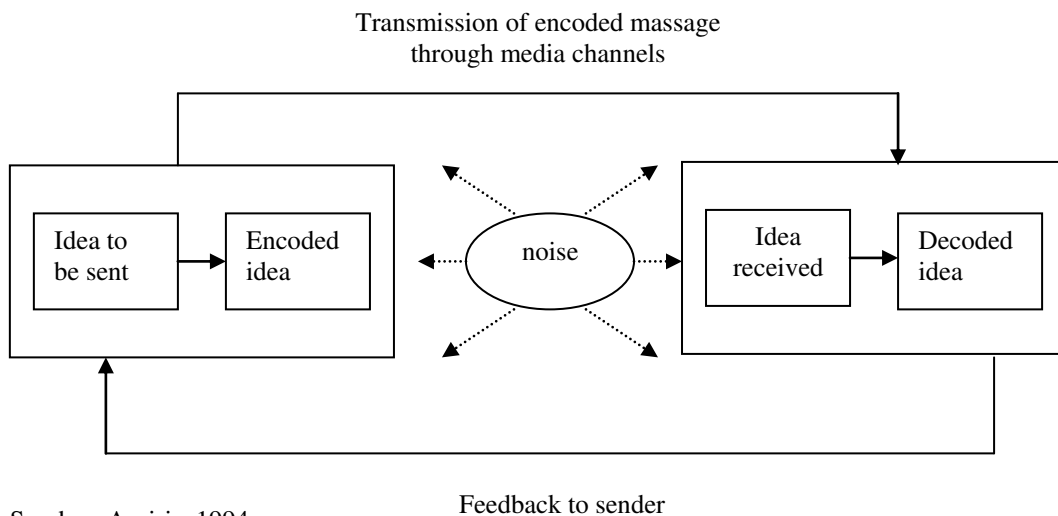 Transmission of encoded massage
through media channels
Idea to
be sent
Encoded
idea
noise
Idea
received
Decoded
idea
Feedback to sender
1994